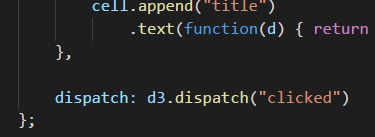 cell.append("title")
.text(function(d) { return
},
dispatch: d3.dispatch("clicked")
};